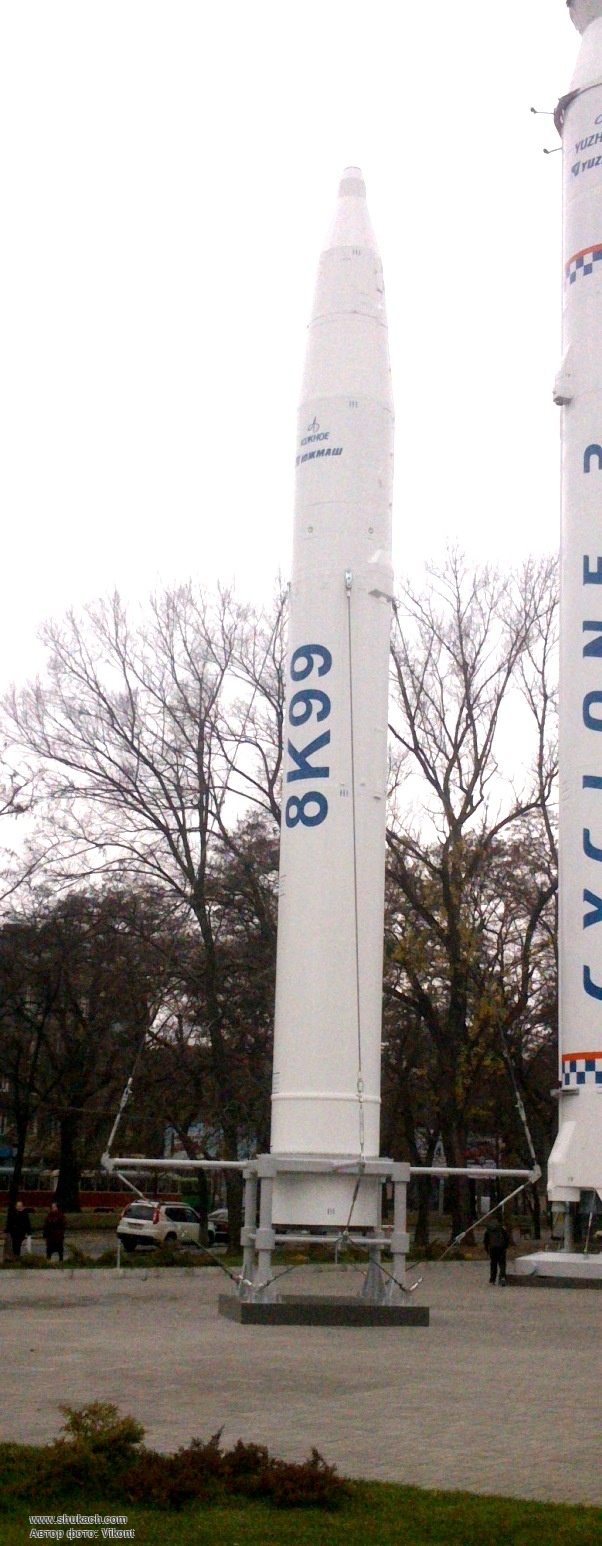 YUZH
YUZ
ЮЖНОЕ
ЮЖМАШ
8K99
CYCLONE
www.shukach.com
Автор фото: Vikont